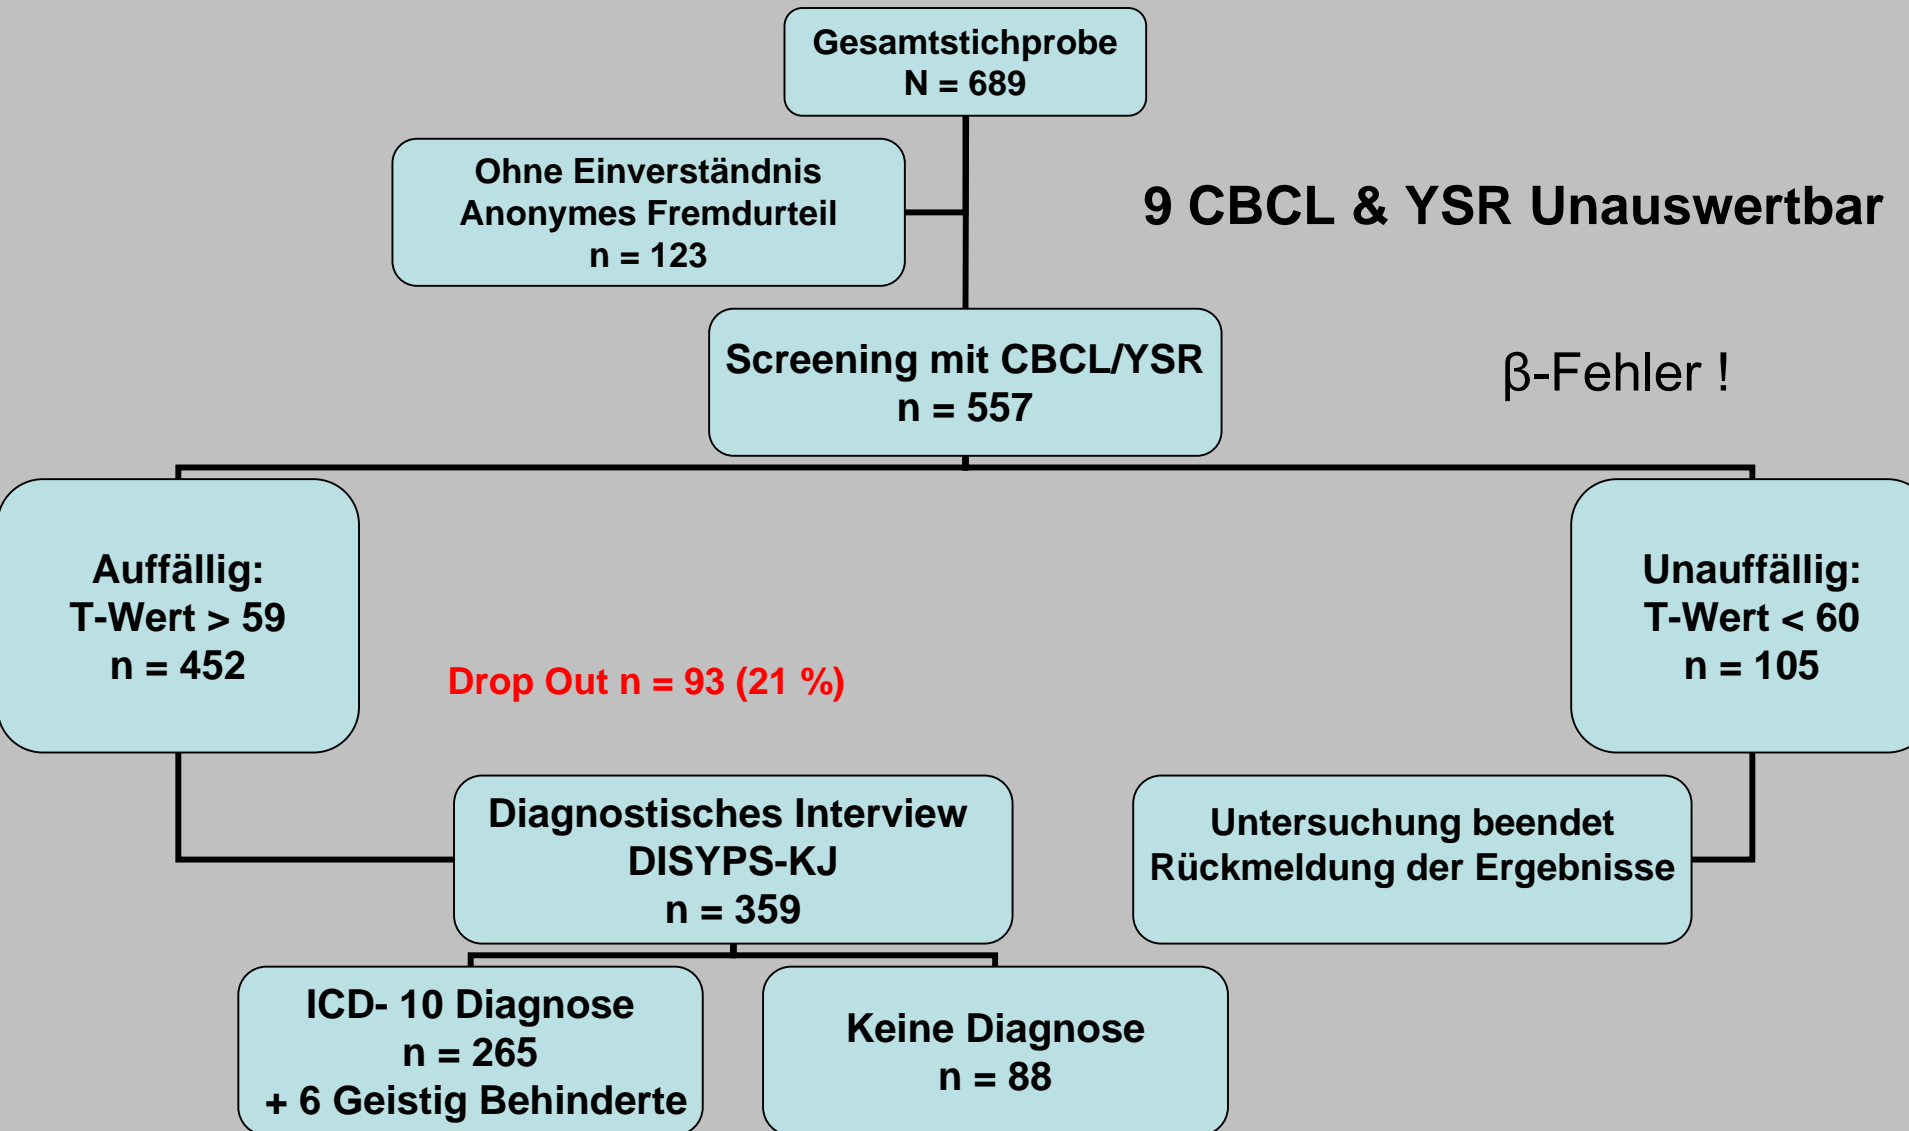 Gesamtstichprobe
N = 689
Ohne Einverständnis
Anonymes Fremdurteil
n = 123
9 CBCL & YSR Unauswertbar
Screening mit CBCL/YSR
n = 557
β-Fehler !
Auffällig:
T-Wert > 59
n = 452
Unauffällig:
T-Wert < 60
n = 105
Drop Out n = 93 (21 %)
Diagnostisches Interview
DISYPS-KJ
n = 359
Untersuchung beendet
Rückmeldung der Ergebnisse
ICD- 10 Diagnose
n = 265
+ 6 Geistig Behinderte
Keine Diagnose
n = 88